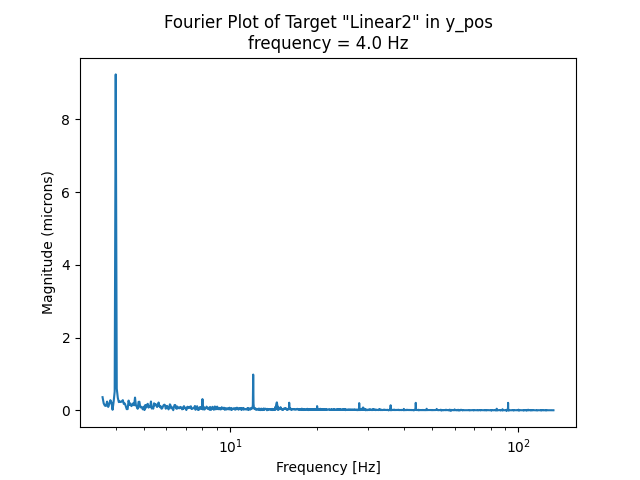 Fourier Plot of Target "Linear2" in y_pos
frequency = 4.0 Hz
8
6
4
2
0
Magnitude (microns)
10¹
10²
Frequency [Hz]